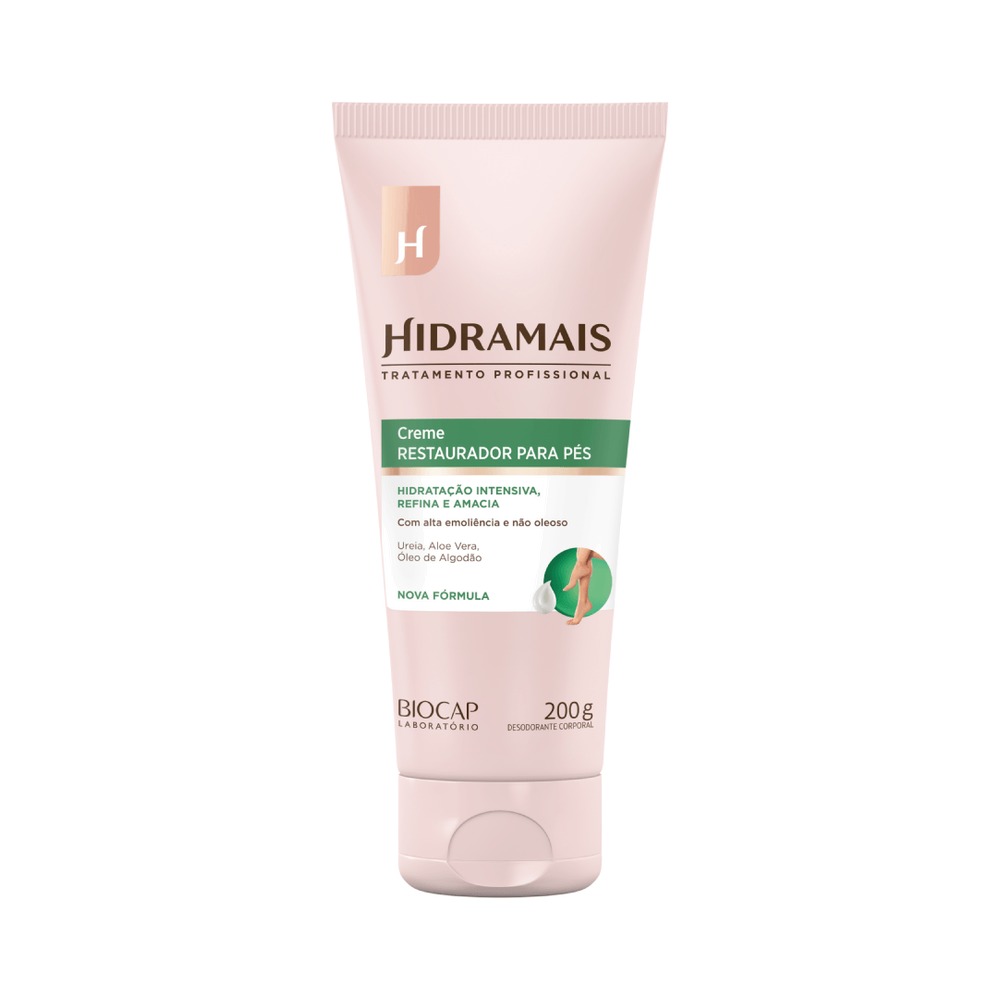 H
HIDRAMAIS
TRATAMENTO PROFISSIONAL
Creme
RESTAURADOR PARA PÉS
HIDRATAÇÃO INTENSIVA,
REFINA E AMACIA
Com alta emoliência e não oleoso
Ureia, Aloe Vera,
Óleo de Algodão
NOVA FÓRMULA
BIOCAP
LABORATÓRIO
200g
DESODORANTE CORPORAL